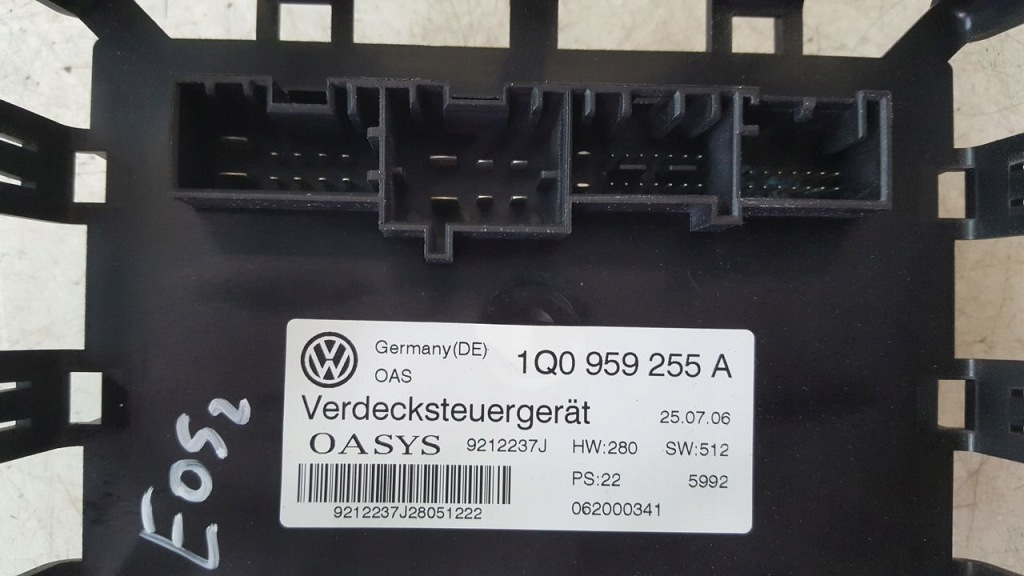 Germany(DE) 1Q0 959 255 A
OAS
Verdecksteuergerät 25.07.06
OASYS 9212237J HW:280 SW:512
PS:22 5992
9212237J28051222 062000341
EOS2